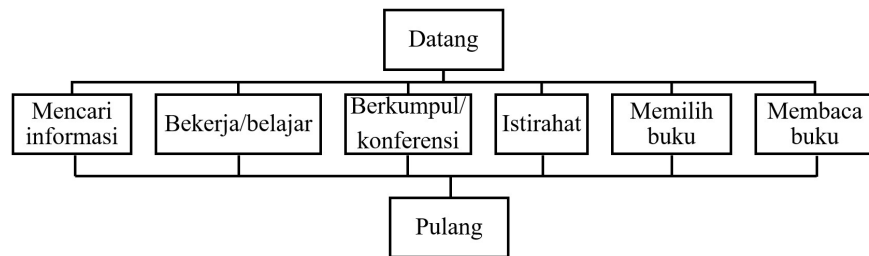 Datang
Mencari
informasi
Bekerja/belajar
Berkumpul/
konferensi
Istirahat
Memilih
buku
Membaca
buku
Pulang